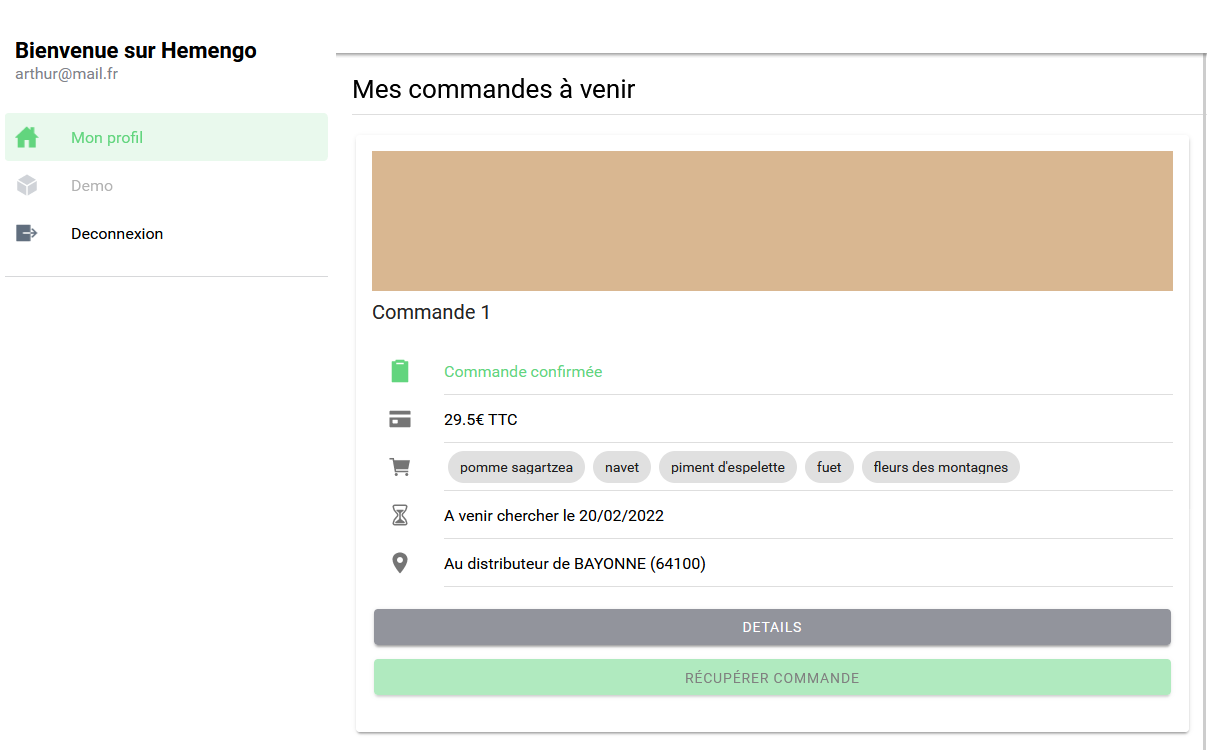 Bienvenue sur Hemengo
arthur@mail.fr
Mon profil
Demo
Deconnexion
Mes commandes à venir
Commande 1
Commande confirmée
29.5€ TTC
pomme sagartzea navet piment d'espelette fuet fleurs des montagnes
A venir chercher le 20/02/2022
Au distributeur de BAYONNE (64100)
DETAILS
RÉCUPÉRER COMMANDE